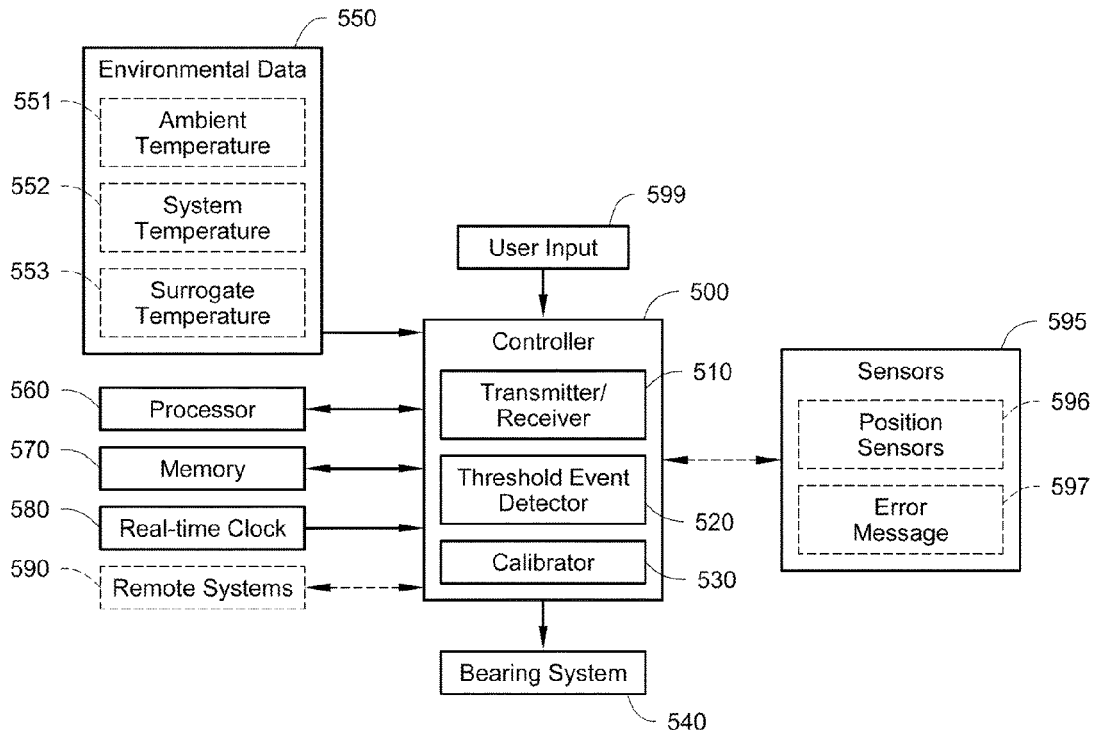 550
Environmental Data
551
Ambient
Temperature
552
System
Temperature
553
Surrogate
Temperature
599
User Input
500
Controller
510
Transmitter/
Receiver
Threshold Event
Detector
520
Calibrator
530
560
Processor
570
Memory
580
Real-time Clock
590
Remote Systems
595
Sensors
596
Position
Sensors
597
Error
Message
Bearing System
540